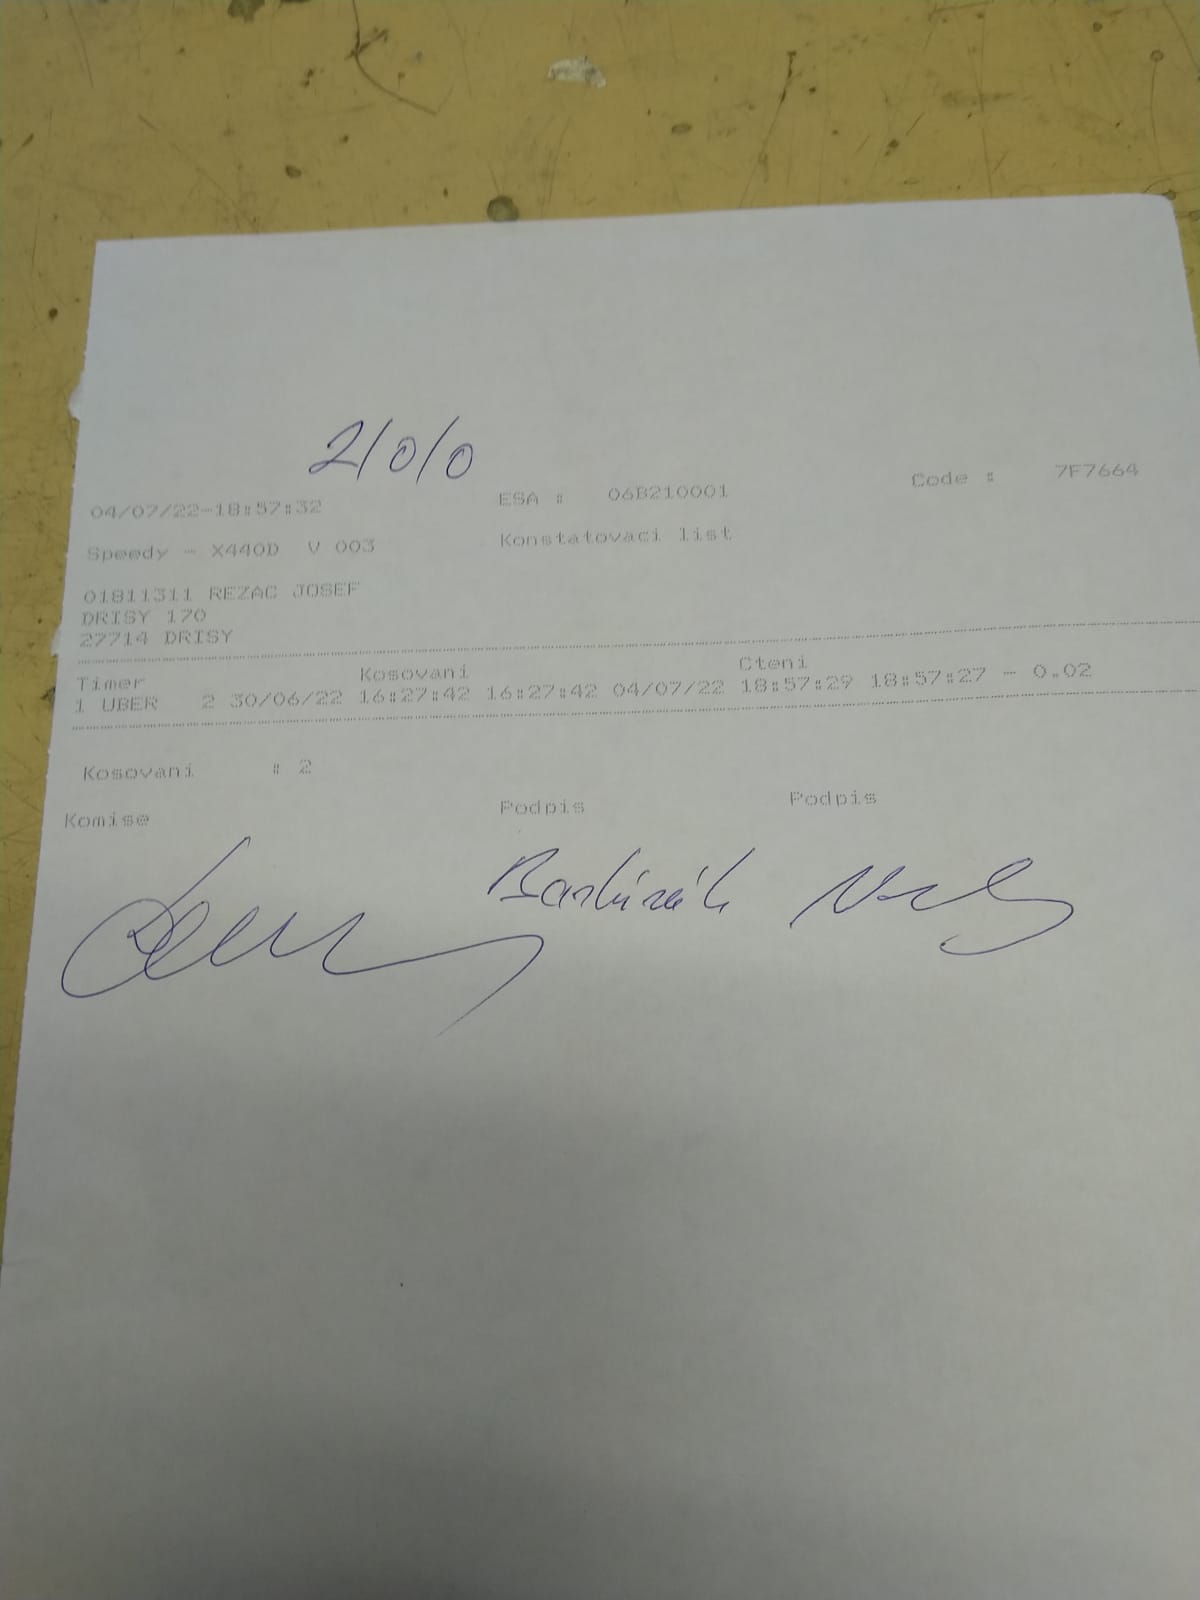 2/0/0
04/07/22-18:57:32 ESA : 06B210001 Code : 7F7664
Speedy - X440D V 003 Konstatovaci list
01811311 REZAC JOSEF
DRISY 170
27714 DRISY
Timer Kosovani Cteni
1 UBER 2 30/06/22 16:27:42 16:27:42 04/07/22 18:57:29 18:57:27 - 0.02
Kosovani : 2
Komise Podpis Podpis